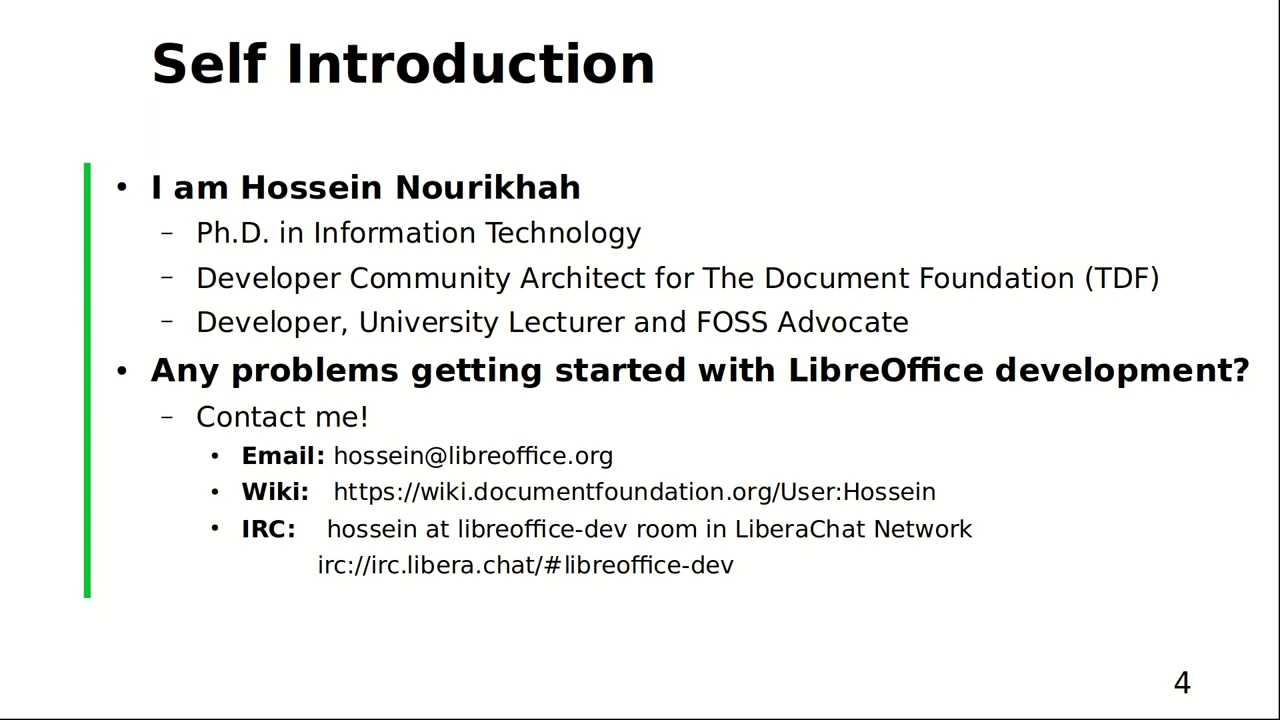 Self Introduction
• I am Hossein Nourikhah
– Ph.D. in Information Technology
– Developer Community Architect for The Document Foundation (TDF)
– Developer, University Lecturer and FOSS Advocate
• Any problems getting started with LibreOffice development?
– Contact me!
• Email: hossein@libreoffice.org
• Wiki: https://wiki.documentfoundation.org/User:Hossein
• IRC: hossein at libreoffice-dev room in LiberaChat Network
irc://irc.libera.chat/#libreoffice-dev
4